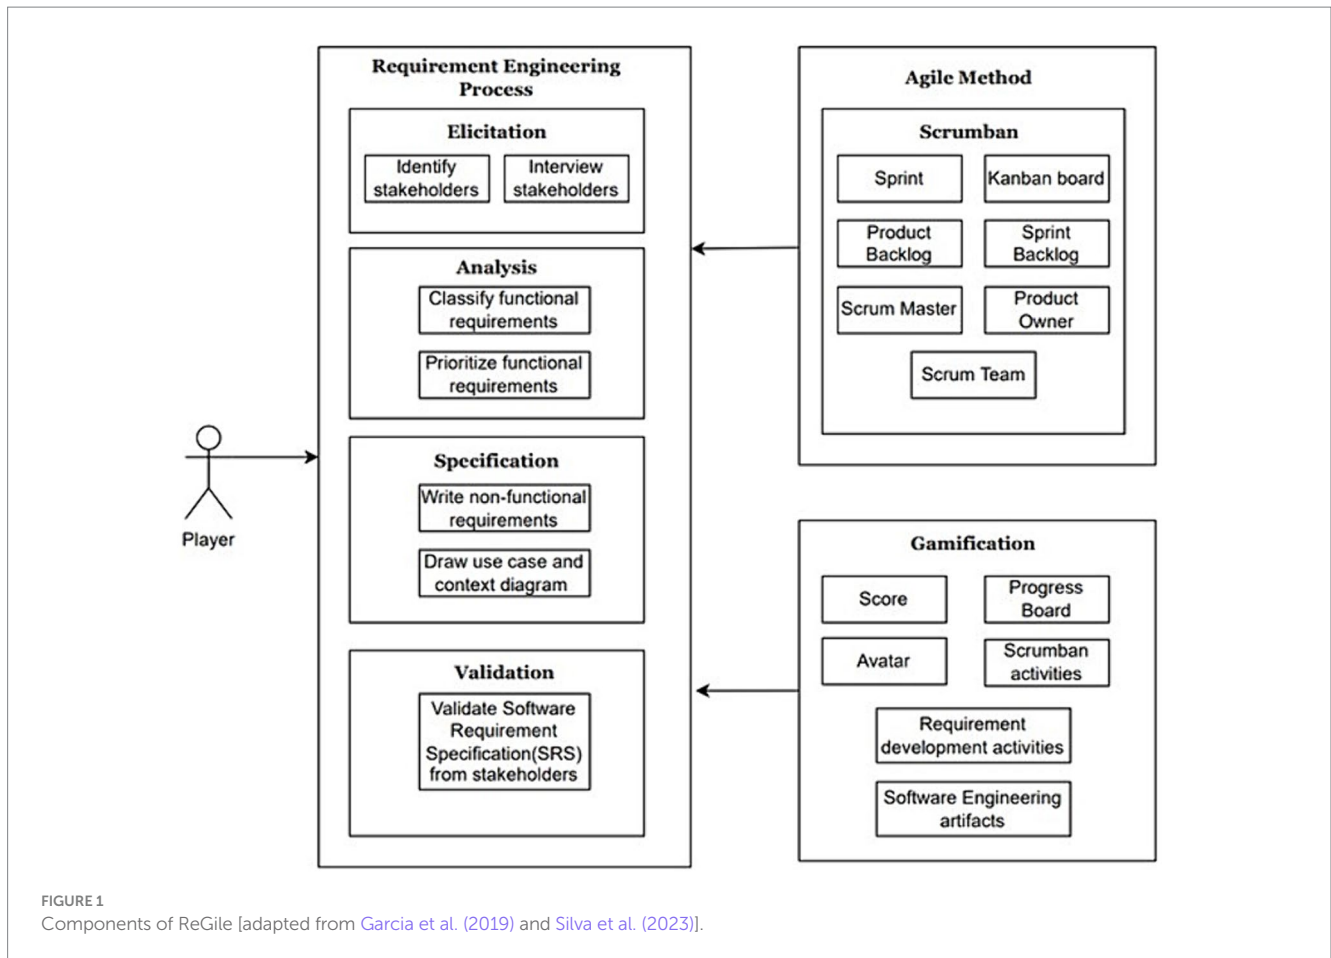 Requirement Engineering
Process
Elicitation
Identify
stakeholders
Interview
stakeholders
Analysis
Classify functional
requirements
Prioritize functional
requirements
Specification
Write non-functional
requirements
Draw use case and
context diagram
Validation
Validate Software
Requirement
Specification(SRS)
from stakeholders
Player
Agile Method
Scrumban
Sprint
Kanban board
Product
Backlog
Sprint
Backlog
Scrum Master
Product
Owner
Scrum Team
Gamification
Score
Progress
Board
Avatar
Scrumban
activities
Requirement
development activities
Software Engineering
artifacts
FIGURE 1
Components of ReGile [adapted from Garcia et al. (2019) and Silva et al. (2023)].